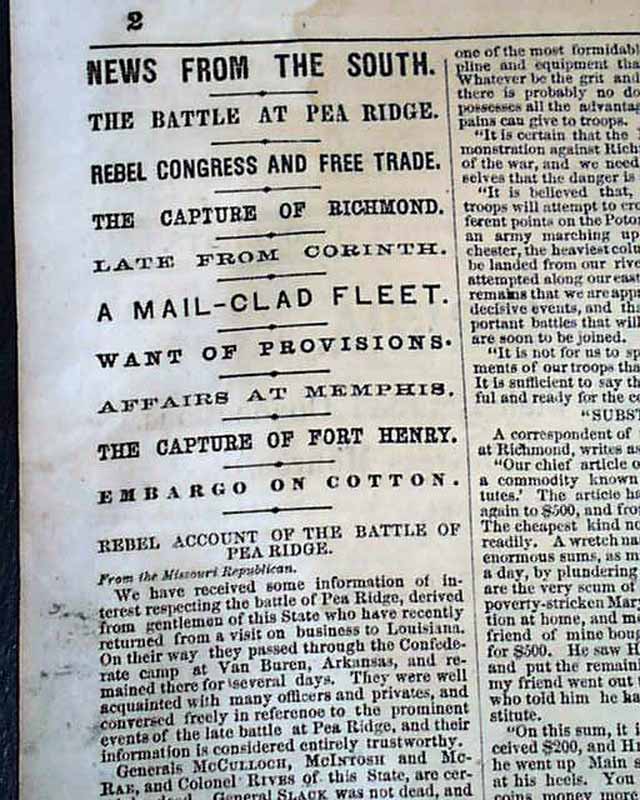 2
NEWS FROM THE SOUTH.
THE BATTLE AT PEA RIDGE.
REBEL CONGRESS AND FREE TRADE.
THE CAPTURE OF RICHMOND.
LATE FROM CORINTH.
A MAIL-CLAD FLEET.
WANT OF PROVISIONS.
AFFAIRS AT MEMPHIS.
THE CAPTURE OF FORT HENRY.
EMBARGO ON COTTON.
REBEL ACCOUNT OF THE BATTLE OF
PEA RIDGE.
From the Missouri Republican.
We have received some information of in-
terest respecting the battle of Pea Ridge, derived
from gentlemen of this State who have recently
returned from a visit on business to Louisiana.
On their way they passed through the Confede-
rate camp at Van Buren, Arkansas, and re-
mained there for several days. They were well
acquainted with many officers and privates, and
conversed freely in reference to the prominent
events of the late battle at Pea Ridge, and their
information is considered entirely trustworthy.
Generals MCCULLOCH, MCINTOSH and MC-
RAE, and Colonel RIVES of this State, are cer-
dead. General SLACK was not dead, and
one of the most formidabl
pline and equipment tha
Whatever be the grit and
there is probably no do
possesses all the advantag
pains can give to troops.
"It is certain that the
monstration against Rich
of the war, and we need
selves that the danger is
"It is believed that,
troops will attempt to cro
ferent points on the Potor
an army marching up
chester, the heaviest colu
be landed from our rive
attempted along our east
remains that we are app
decisive events, and tha
portant battles that will
are soon to be joined.
"It is not for us to sp
ments of our troops tha
It is sufficient to say th
ful and ready for the co
"SUBST
A correspondent of
at Richmond, writes as
"Our chief article o
a commodity known
tutes.' The article ha
again to $500, and fro
The cheapest kind no
readily. A wretch na
enormous sums, as m
a day, by plundering
are the very scum of
poverty-stricken Mar
tion at home, and m
friend of mine bou
for $500. He saw H
and put the remain
my friend went out
who told him he ka
stitute.
"On this sum, it i
ceived $200, and Hi
he went up Main s
at his heels. You
coins money more